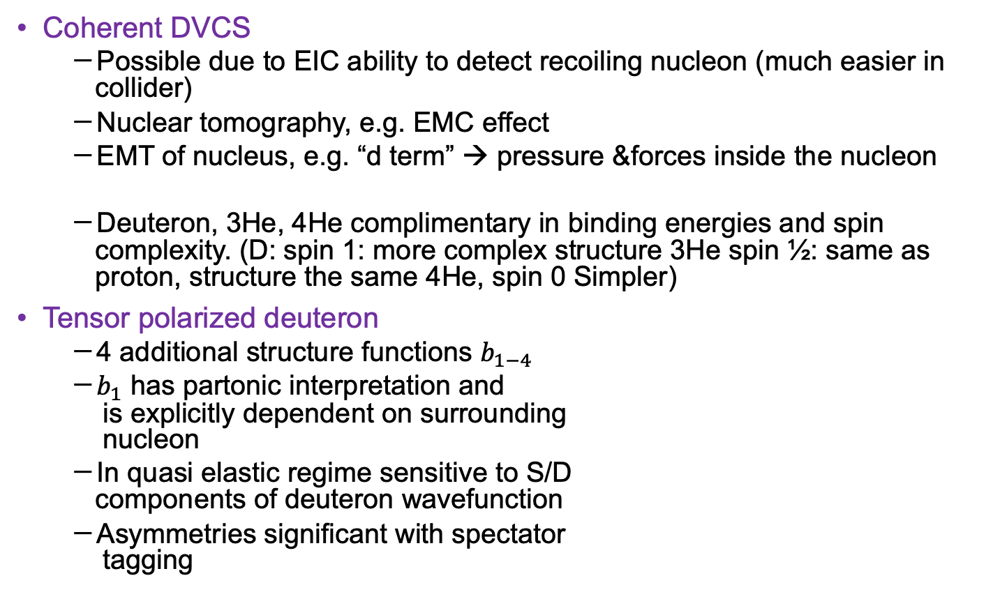 • Coherent DVCS
– Possible due to EIC ability to detect recoiling nucleon (much easier in
collider)
– Nuclear tomography, e.g. EMC effect
– EMT of nucleus, e.g. “d term” → pressure &forces inside the nucleon
– Deuteron, 3He, 4He complimentary in binding energies and spin
complexity. (D: spin 1: more complex structure 3He spin ½: same as
proton, structure the same 4He, spin 0 Simpler)
• Tensor polarized deuteron
– 4 additional structure functions b₁₋₄
– b₁ has partonic interpretation and
is explicitly dependent on surrounding
nucleon
– In quasi elastic regime sensitive to S/D
components of deuteron wavefunction
– Asymmetries significant with spectator
tagging